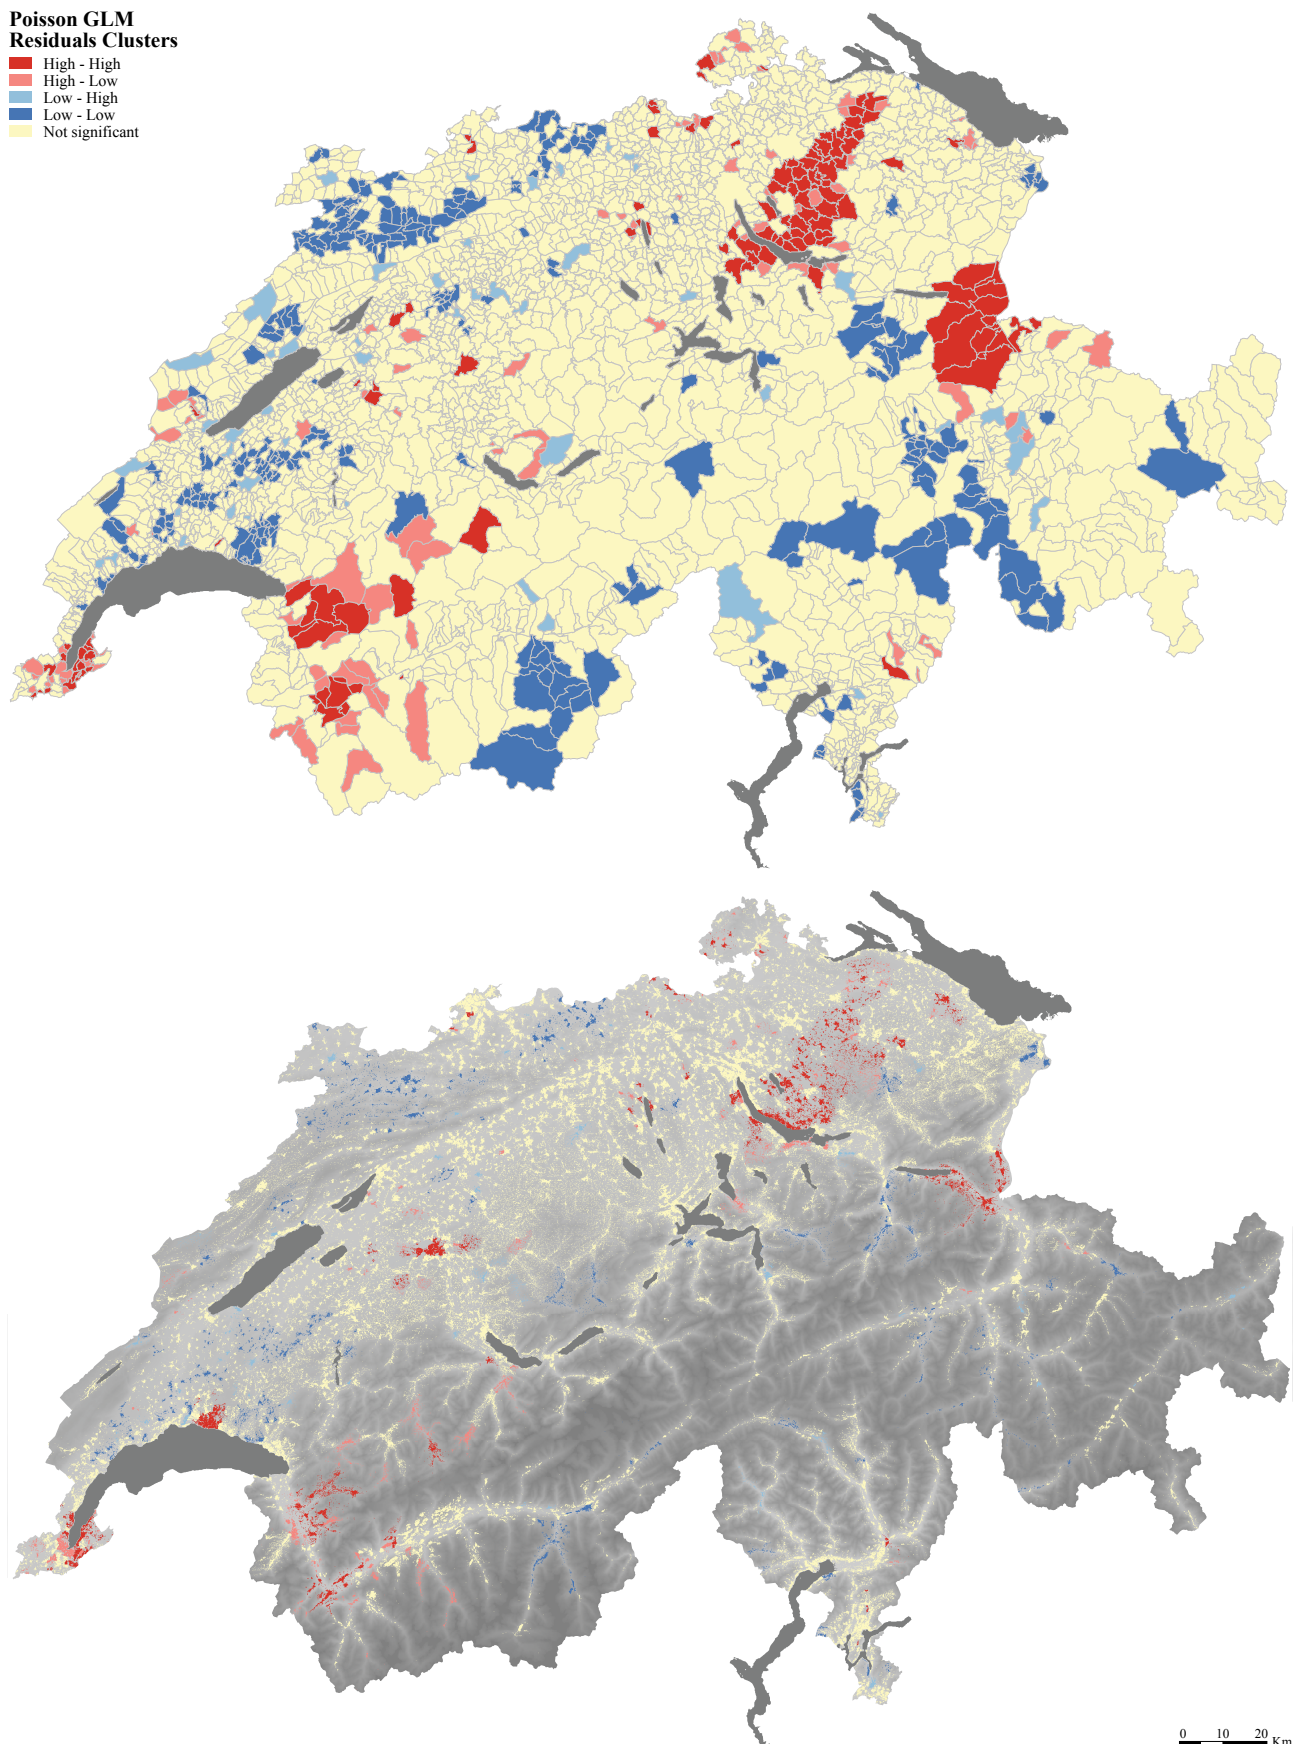 Poisson GLM
Residuals Clusters
High - High
High - Low
Low - High
Low - Low
Not significant
0 10 20 Km